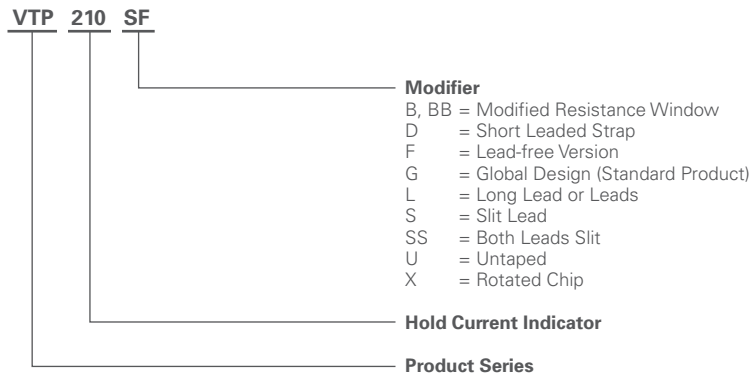 VTP 210 SF
Modifier
B, BB = Modified Resistance Window
D = Short Leaded Strap
F = Lead-free Version
G = Global Design (Standard Product)
L = Long Lead or Leads
S = Slit Lead
SS = Both Leads Slit
U = Untaped
X = Rotated Chip
Hold Current Indicator
Product Series